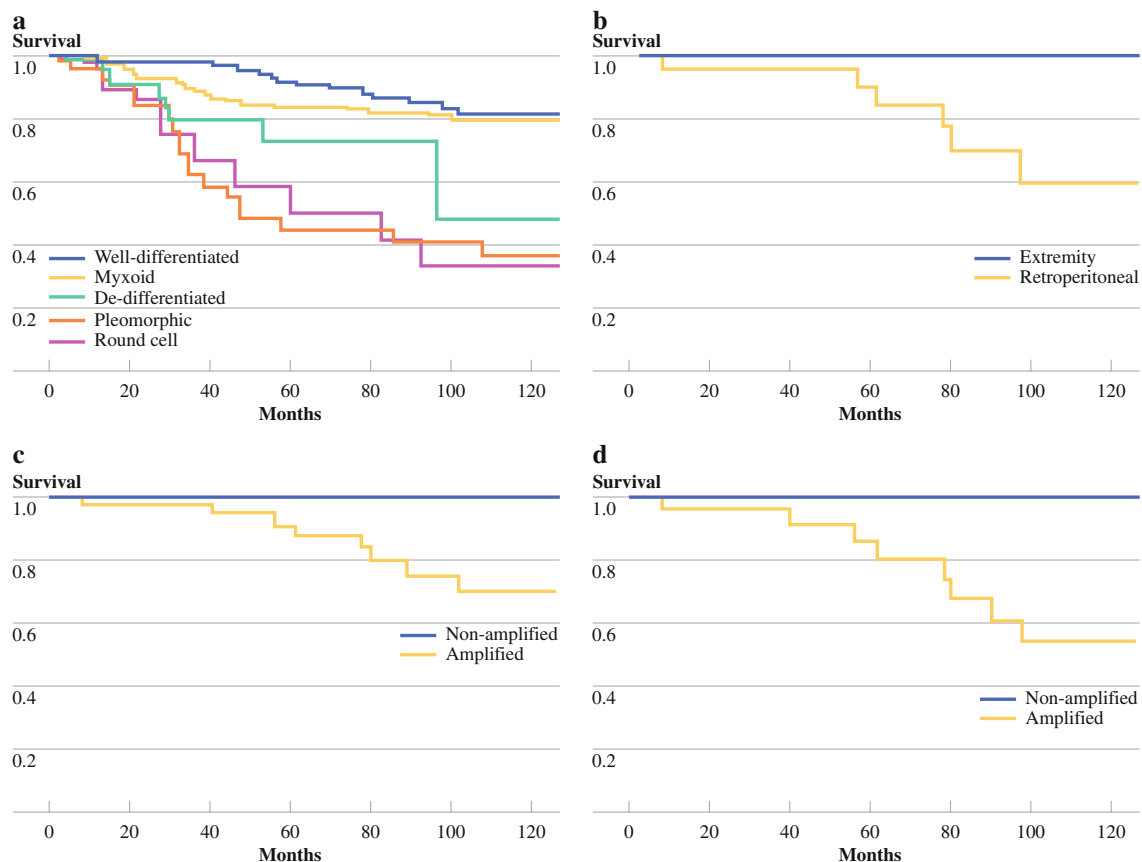 a
Survival
1.0
0.8
0.6
0.4
Well-differentiated
Myxoid
De-differentiated
0.2
Pleomorphic
Round cell
0 20 40 60 80 100 120
Months
b
Survival
1.0
0.8
0.6
0.4
Extremity
Retroperitoneal
0.2
0 20 40 60 80 100 120
Months
c
Survival
1.0
0.8
0.6
Non-amplified
Amplified
0.4
0.2
0 20 40 60 80 100 120
Months
d
Survival
1.0
0.8
0.6
0.4
Non-amplified
Amplified
0.2
0 20 40 60 80 100 120
Months